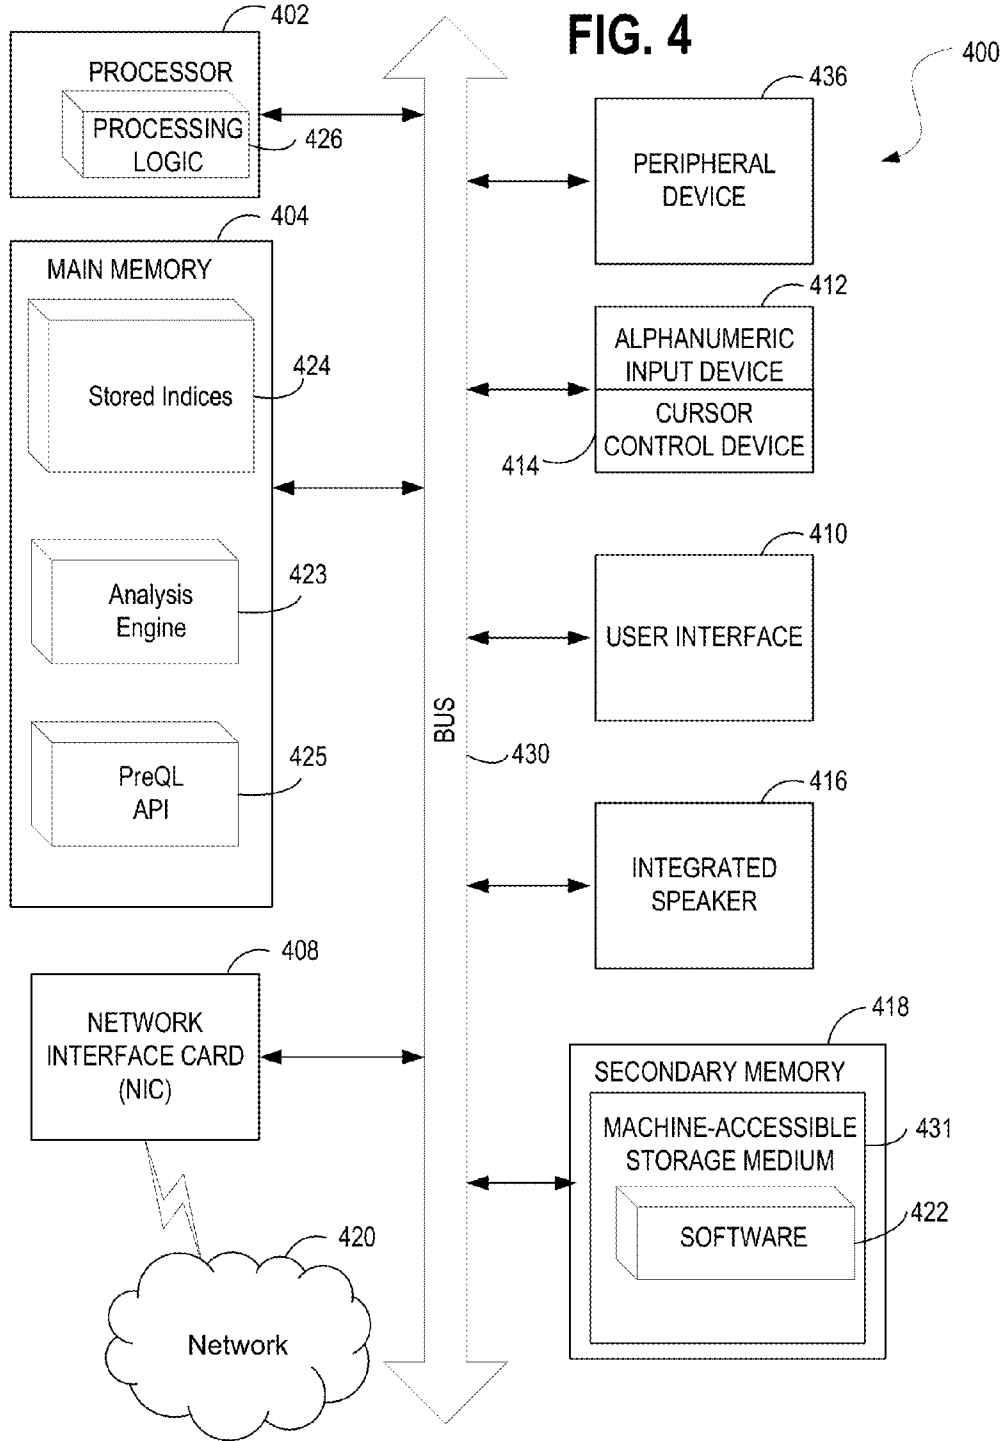 FIG. 4
400
402
PROCESSOR
PROCESSING
LOGIC
426
404
MAIN MEMORY
Stored Indices
424
Analysis
Engine
423
PreQL
API
425
408
NETWORK
INTERFACE CARD
(NIC)
420
Network
BUS
430
436
PERIPHERAL
DEVICE
412
ALPHANUMERIC
INPUT DEVICE
CURSOR
CONTROL DEVICE
414
410
USER INTERFACE
416
INTEGRATED
SPEAKER
418
SECONDARY MEMORY
MACHINE-ACCESSIBLE
STORAGE MEDIUM
431
SOFTWARE
422